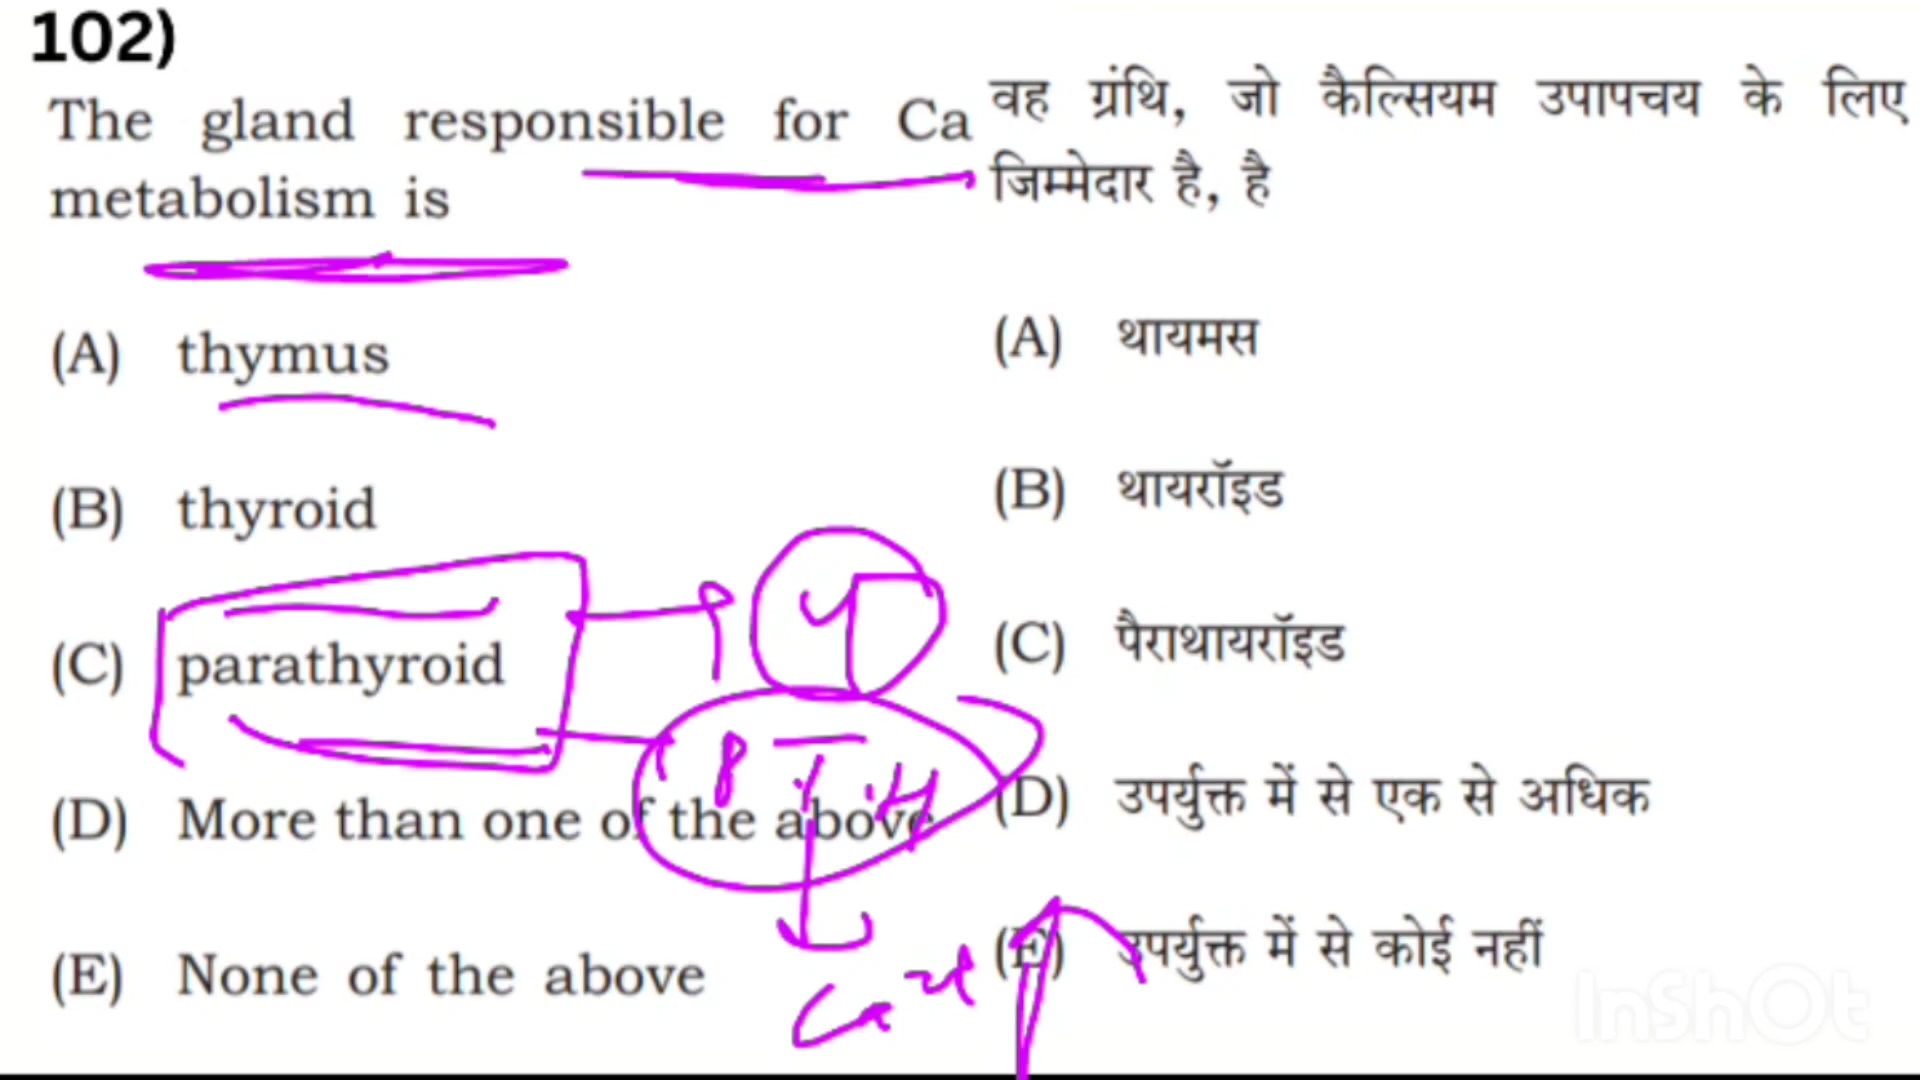 102)
The gland responsible for Ca
metabolism is
(A) thymus
(B) thyroid
(C) parathyroid
(D) More than one of the above
(E) None of the above
वह ग्रंथि, जो कैल्सियम उपापचय के लिए
जिम्मेदार है, है
(A) थायमस
(B) थायरॉइड
(C) पैराथायरॉइड
(D) उपर्युक्त में से एक से अधिक
(E) उपर्युक्त में से कोई नहीं
4
PTH
InShOt